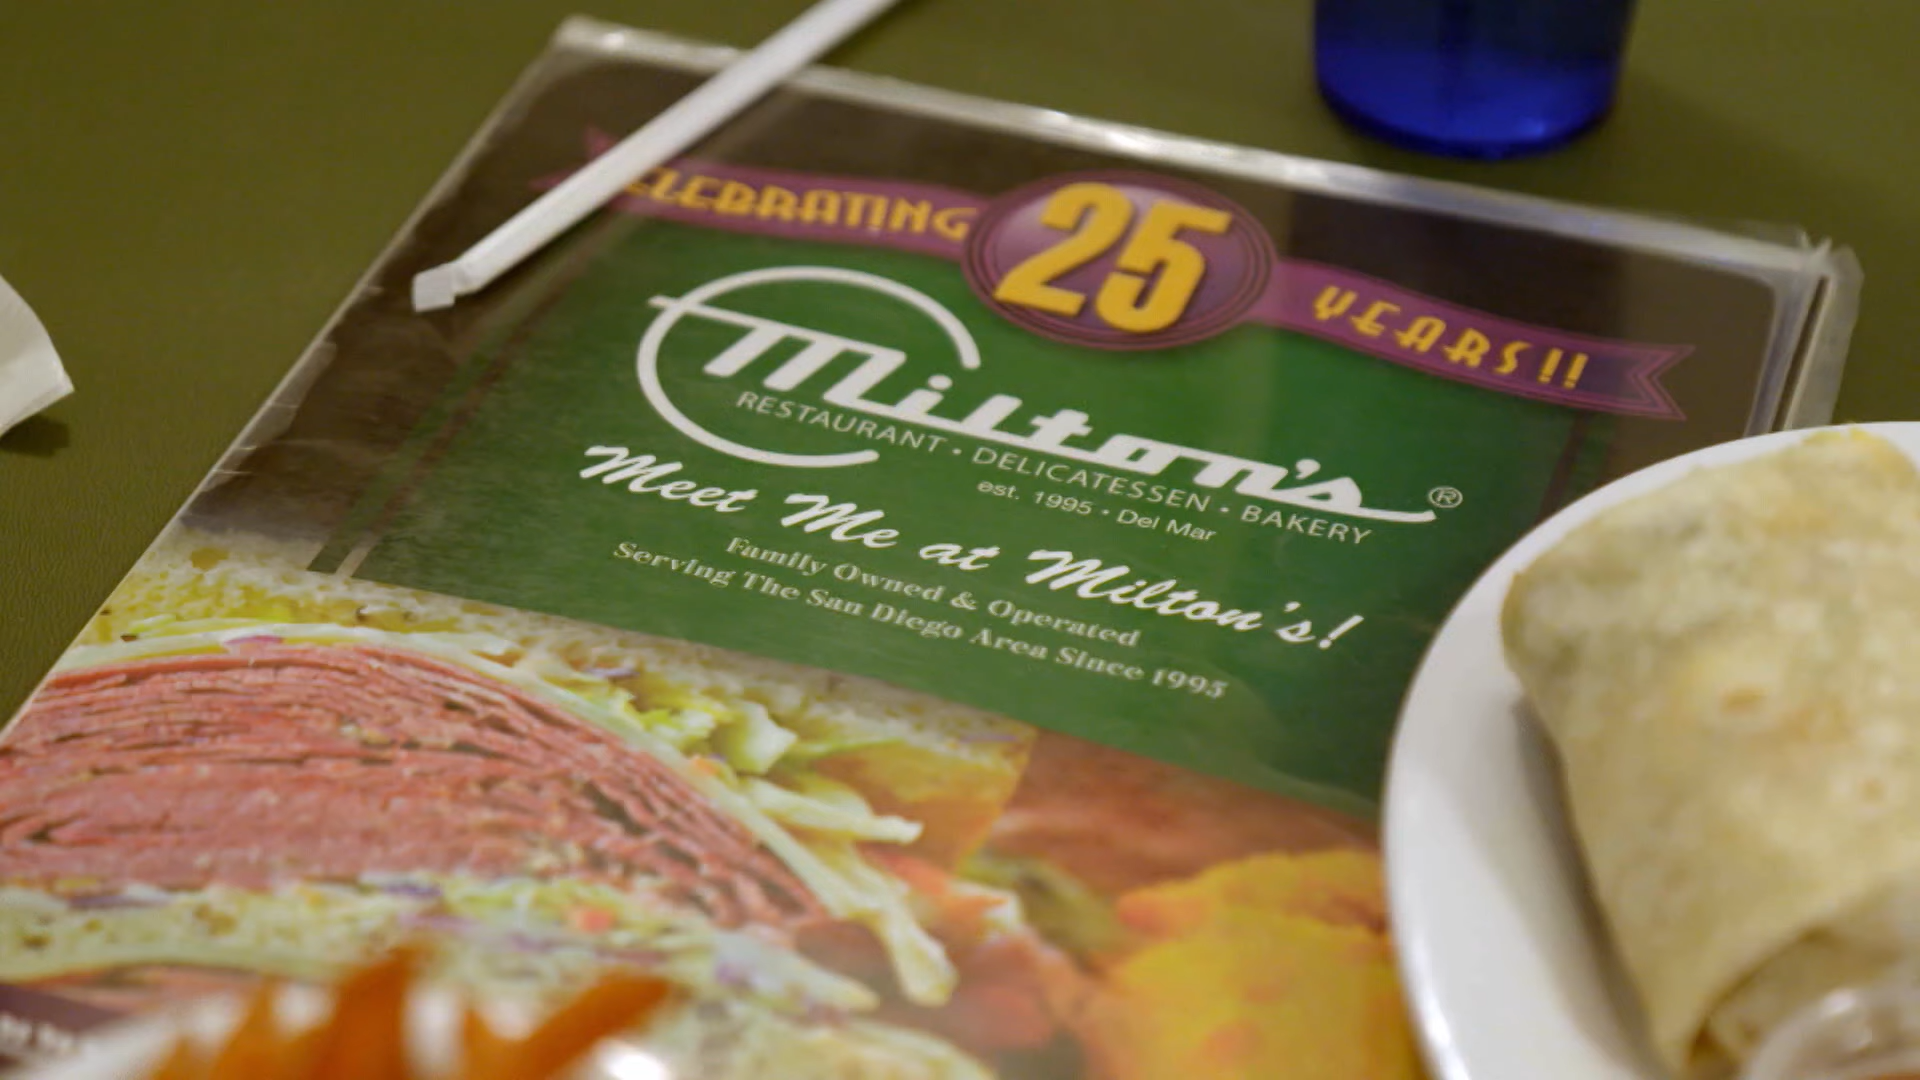 CELEBRATING 25 YEARS!!
Milton's®
RESTAURANT • DELICATESSEN • BAKERY
est. 1995 • Del Mar
Meet Me at Milton's!
Family Owned & Operated
Serving The San Diego Area Since 1995